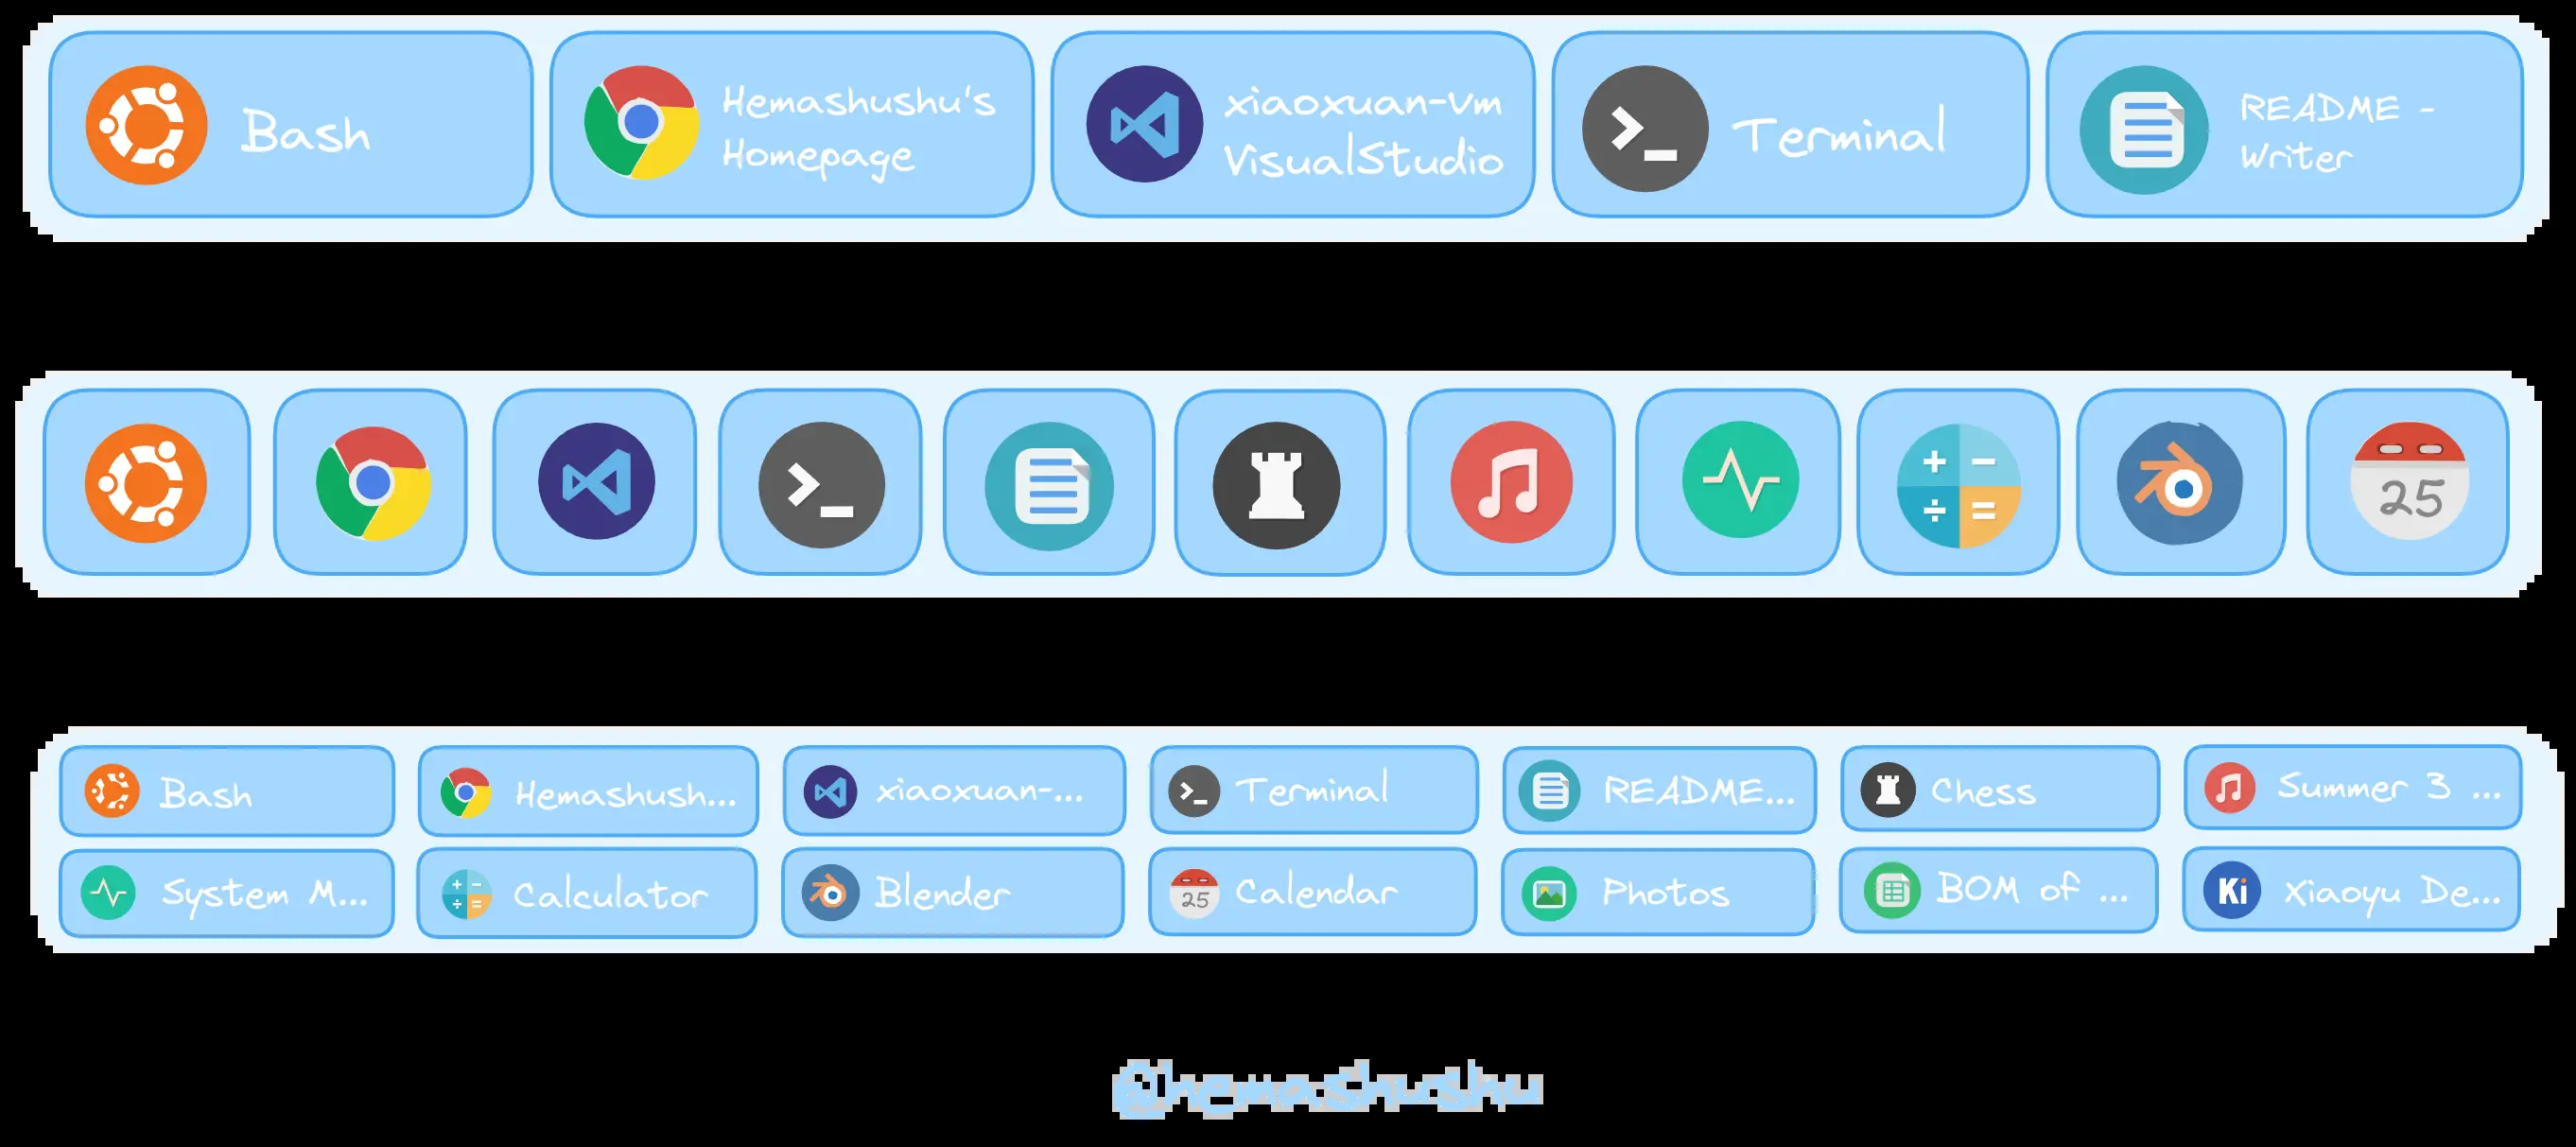 Bash
Hemashushu's
Homepage
xiaoxuan-vm
VisualStudio
Terminal
README -
Writer
25
Bash
Hemashush...
xiaoxuan-...
Terminal
README...
Chess
Summer 3 ...
System M...
Calculator
Blender
25
Calendar
Photos
BOM of ...
Ki
Xiaoyu De...
@hemashushu